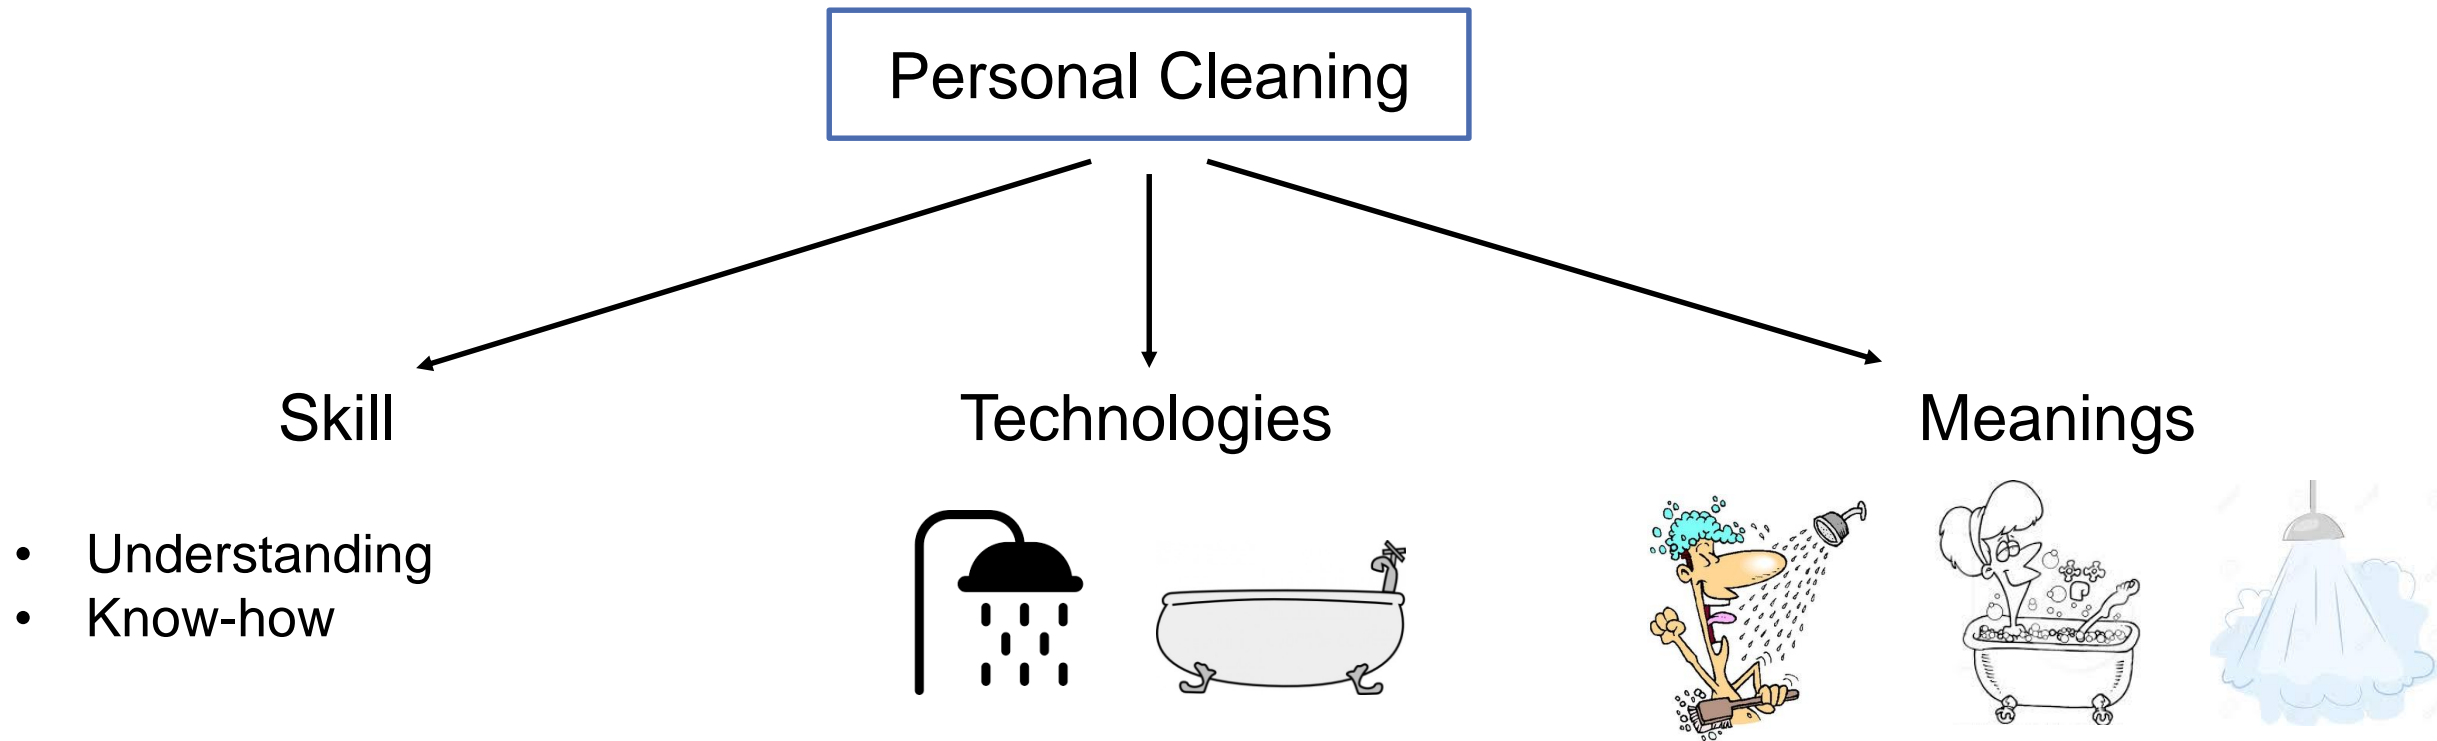 Personal Cleaning
Skill
Technologies
Meanings
• Understanding
• Know-how